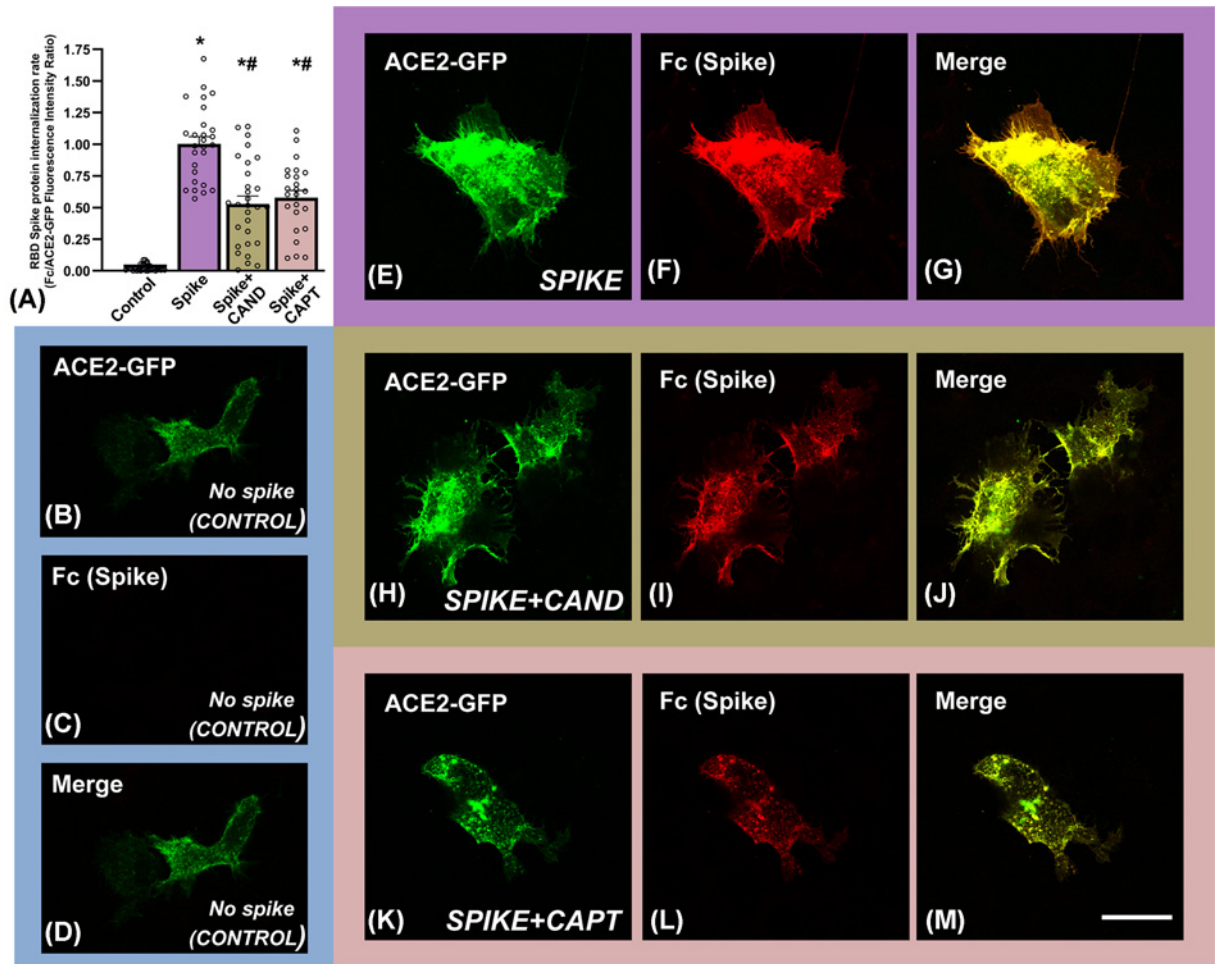 RBD Spike protein internalization rate
(Fc/ACE2-GFP Fluorescence Intensity Ratio)
1.75
1.50
1.25
1.00
0.75
0.50
0.25
0.00
*
*#
*#
Control
Spike
Spike+
CAND
Spike+
CAPT
(A)
ACE2-GFP
No spike
(CONTROL)
(B)
Fc (Spike)
No spike
(CONTROL)
(C)
Merge
No spike
(CONTROL)
(D)
ACE2-GFP
(E)
SPIKE
Fc (Spike)
(F)
Merge
(G)
ACE2-GFP
(H)
SPIKE+CAND
Fc (Spike)
(I)
Merge
(J)
ACE2-GFP
(K)
SPIKE+CAPT
Fc (Spike)
(L)
Merge
(M)